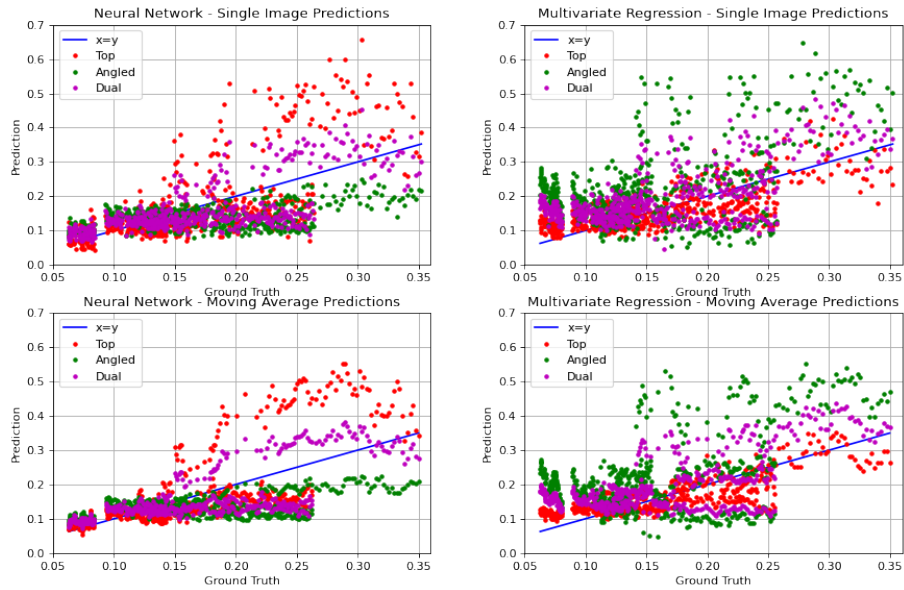 Neural Network - Single Image Predictions
0.7
0.6
0.5
0.4
0.3
0.2
0.1
0.0
Prediction
x=y
Top
Angled
Dual
0.05 0.10 0.15 0.20 0.25 0.30 0.35
Ground Truth
Multivariate Regression - Single Image Predictions
0.7
0.6
0.5
0.4
0.3
0.2
0.1
0.0
Prediction
x=y
Top
Angled
Dual
0.05 0.10 0.15 0.20 0.25 0.30 0.35
Ground Truth
Neural Network - Moving Average Predictions
0.7
0.6
0.5
0.4
0.3
0.2
0.1
0.0
Prediction
x=y
Top
Angled
Dual
0.05 0.10 0.15 0.20 0.25 0.30 0.35
Ground Truth
Multivariate Regression - Moving Average Predictions
0.7
0.6
0.5
0.4
0.3
0.2
0.1
0.0
Prediction
x=y
Top
Angled
Dual
0.05 0.10 0.15 0.20 0.25 0.30 0.35
Ground Truth